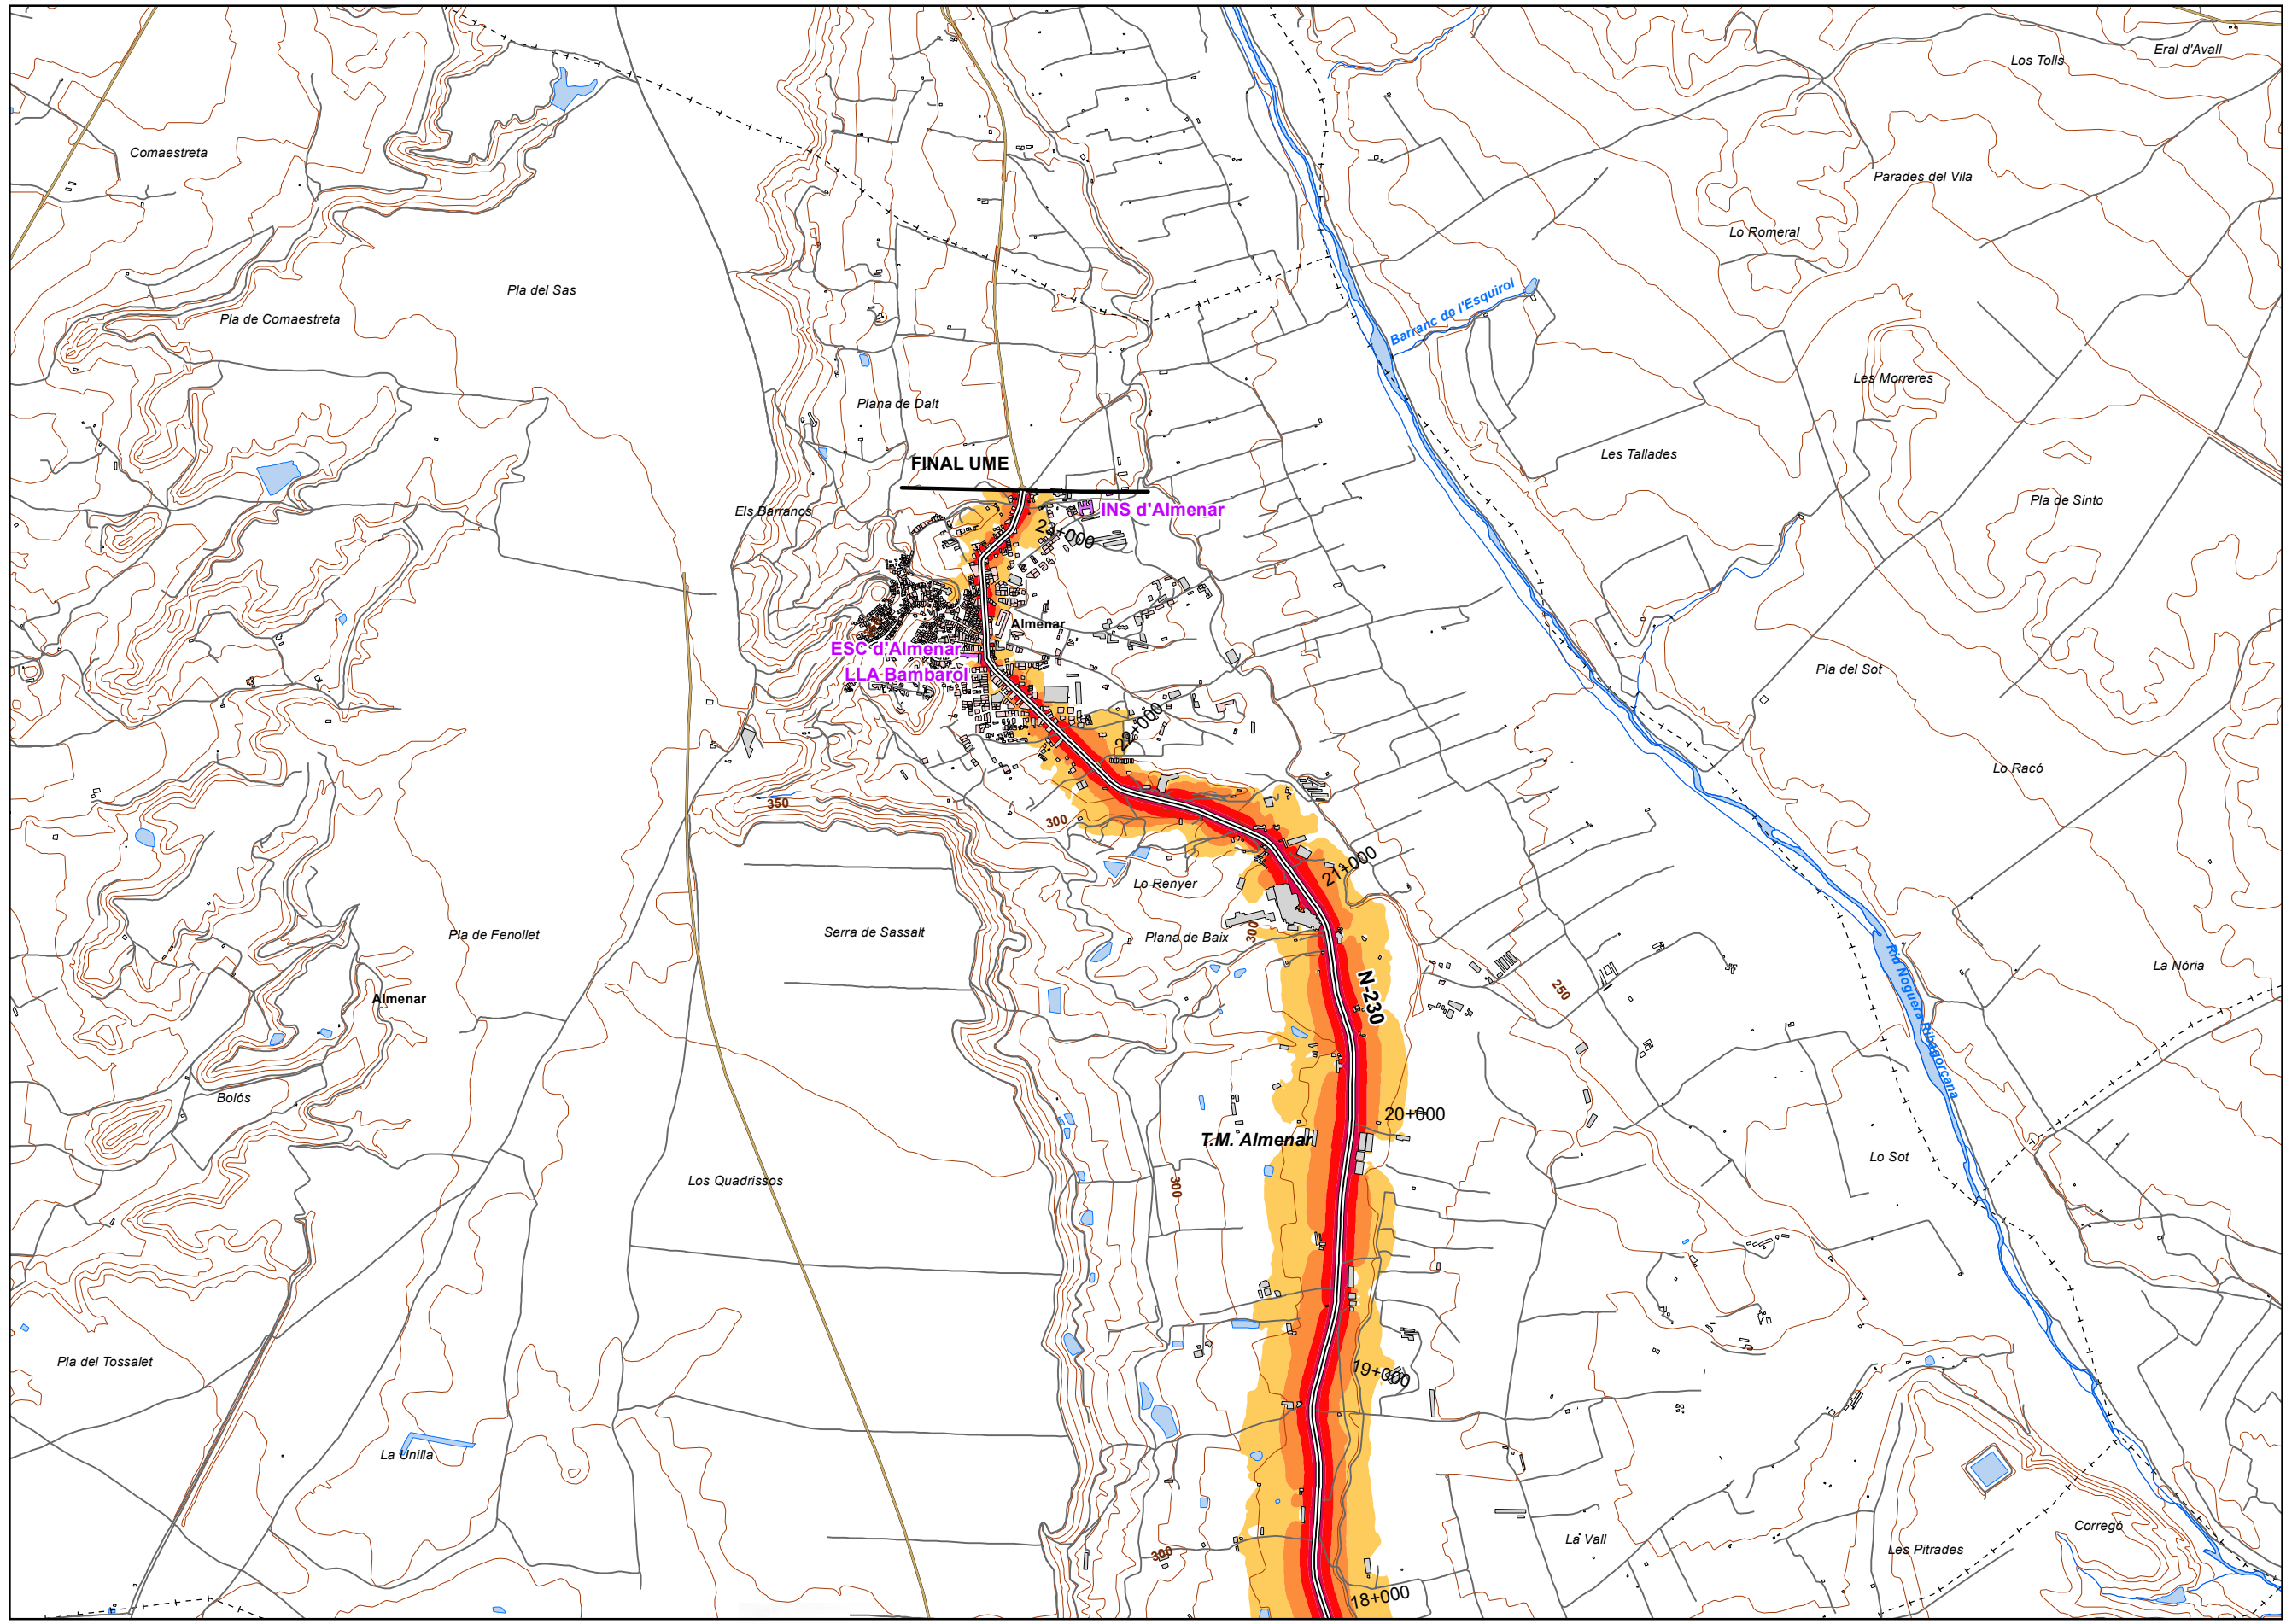 Eral d'Avall
Los Tolls
Comaestreta
Parades del Vila
Lo Romeral
Pla del Sas
Barranc de l'Esquirol
Pla de Comaestreta
Les Morreres
Plana de Dalt
Les Tallades
FINAL UME
Pla de Sinto
Els Barrancs
INS d'Almenar
23+000
Almenar
ESC d'Almenar
LLA Bambarol
Pla del Sot
22+000
Lo Racó
350
300
21+000
Lo Renyer
Pla de Fenollet
Serra de Sassalt
Plana de Baix
300
La Nòria
N-230
250
Riu Noguera Ribagorçana
Almenar
Bolós
20+000
T.M. Almenar
Lo Sot
Los Quadrissos
300
Pla del Tossalet
19+000
La Unilla
Corregó
La Vall
Les Pitrades
300
18+000